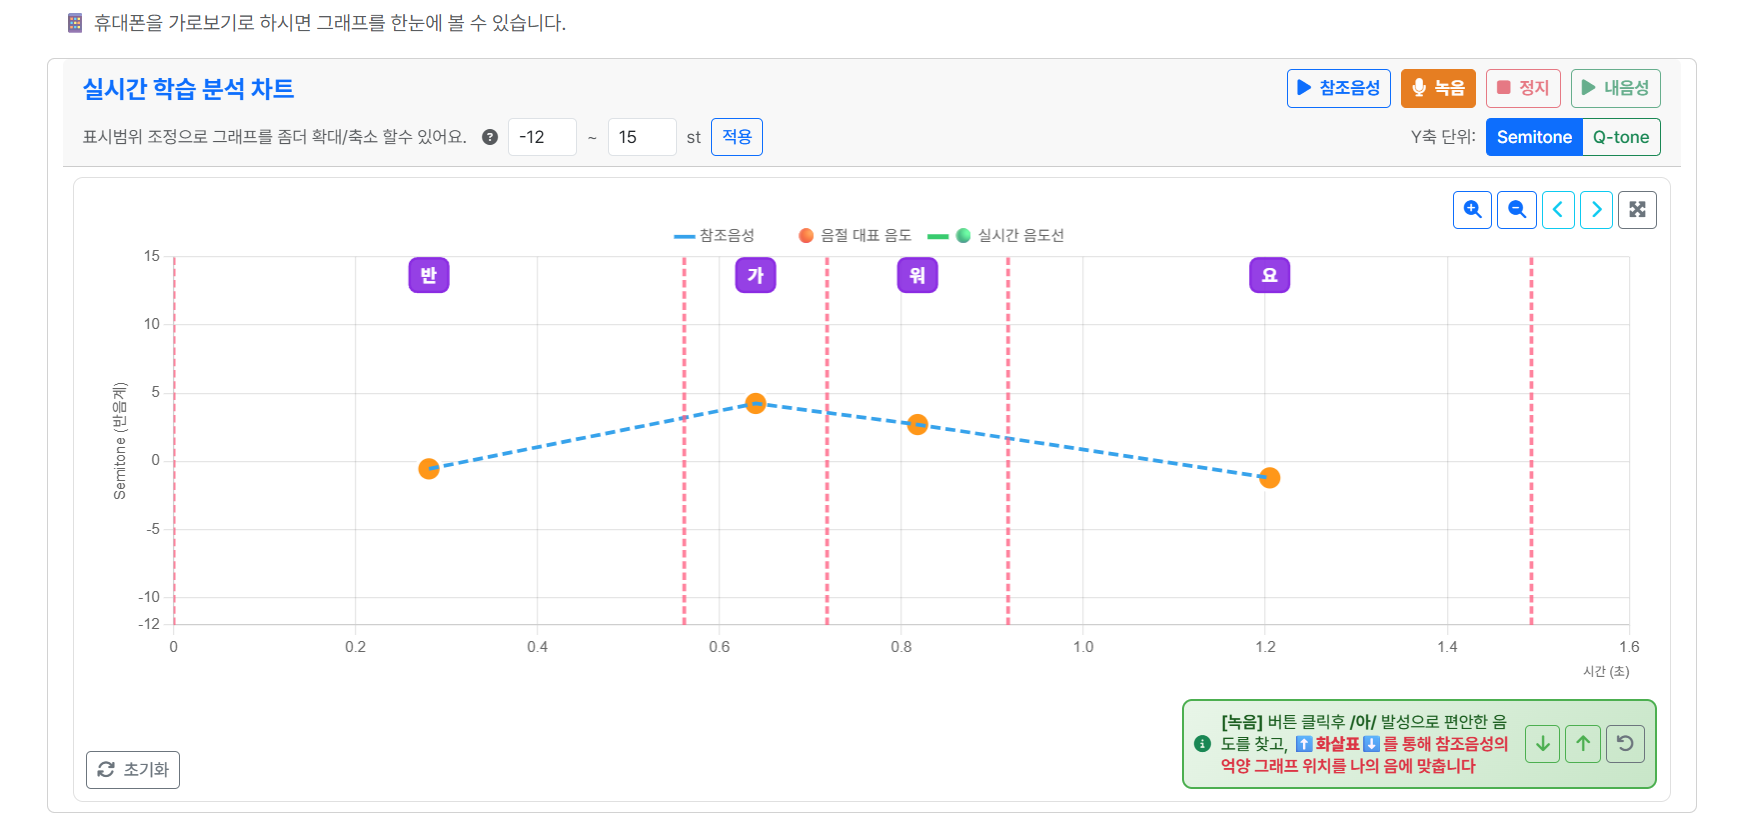 휴대폰을 가로보기로 하시면 그래프를 한눈에 볼 수 있습니다.
실시간 학습 분석 차트
참조음성
녹음
정지
내음성
표시범위 조정으로 그래프를 좀더 확대/축소 할수 있어요.
-12 ~ 15 st 적용
Y축 단위: Semitone Q-tone
참조음성 음절 대표 음도 실시간 음도선
반 가 워 요
15
10
5
0
-5
-10
-12
Semitone (반음계)
0 0.2 0.4 0.6 0.8 1.0 1.2 1.4 1.6
시간 (초)
[녹음] 버튼 클릭후 /아/ 발성으로 편안한 음
도를 찾고, ⬆️화살표⬇️를 통해 참조음성의
억양 그래프 위치를 나의 음에 맞춥니다
초기화